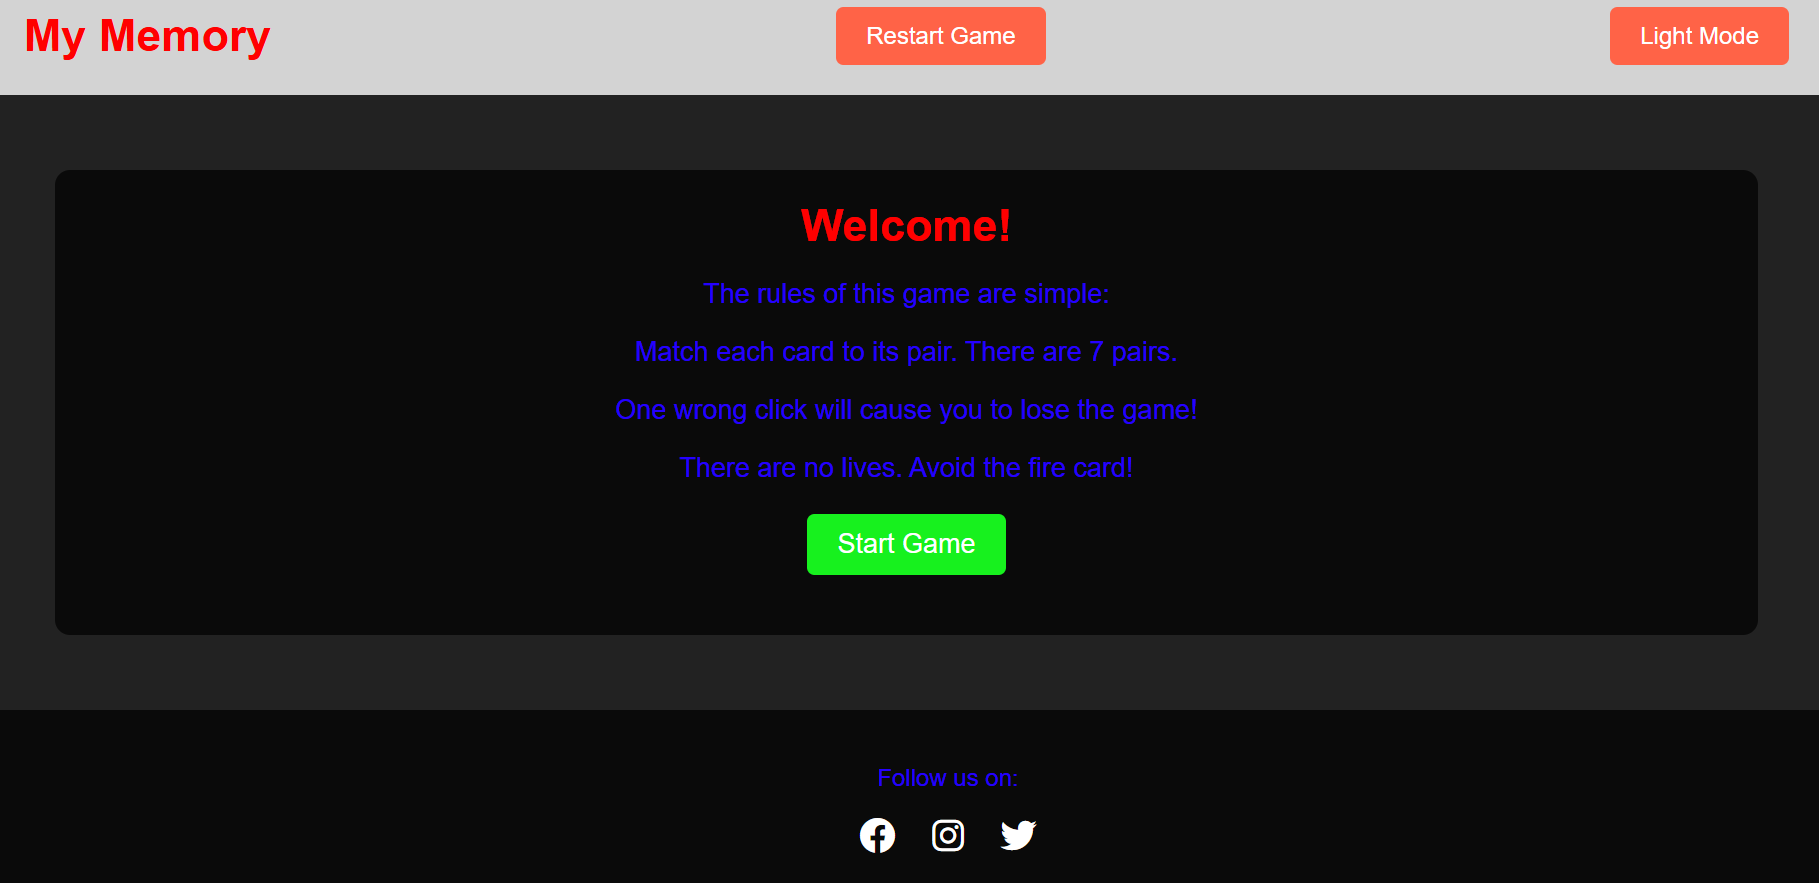 My Memory
Restart Game
Light Mode
Welcome!
The rules of this game are simple:
Match each card to its pair. There are 7 pairs.
One wrong click will cause you to lose the game!
There are no lives. Avoid the fire card!
Start Game
Follow us on: